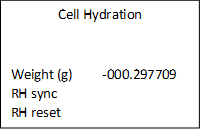 Cell Hydration
Weight (g) -000.297709
RH sync
RH reset